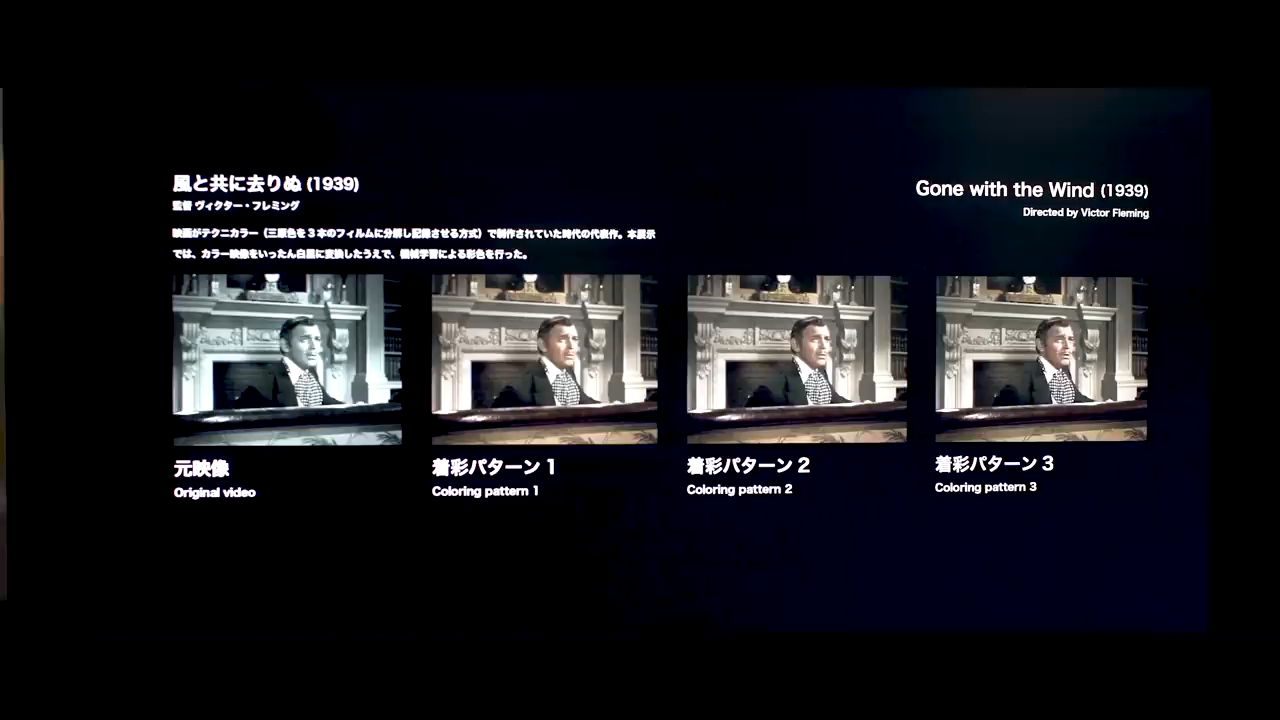 風と共に去りぬ (1939)
監督 ヴィクター・フレミング
Gone with the Wind (1939)
Directed by Victor Fleming
映画がテクニカラー（三原色を3本のフィルムに分解し記録させる方式）で制作されていた時代の代表作。本展示
では、カラー映像をいったん白黒に変換したうえで、機械学習による彩色を行った。
元映像
Original video
着彩パターン 1
Coloring pattern 1
着彩パターン 2
Coloring pattern 2
着彩パターン 3
Coloring pattern 3